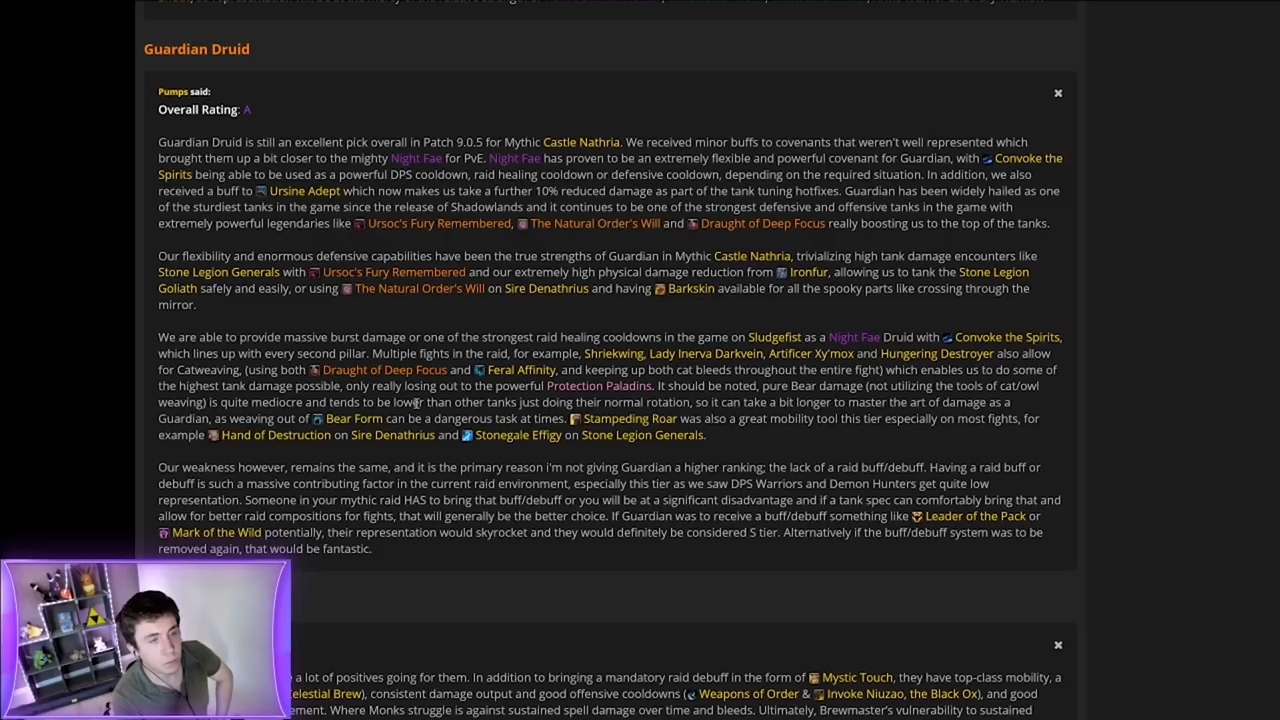 Guardian Druid
Pumps said:
Overall Rating: A
Guardian Druid is still an excellent pick overall in Patch 9.0.5 for Mythic Castle Nathria. We received minor buffs to covenants that weren't well represented which
brought them up a bit closer to the mighty Night Fae for PvE. Night Fae has proven to be an extremely flexible and powerful covenant for Guardian, with Convoke the
Spirits being able to be used as a powerful DPS cooldown, raid healing cooldown or defensive cooldown, depending on the required situation. In addition, we also
received a buff to Ursine Adept which now makes us take a further 10% reduced damage as part of the tank tuning hotfixes. Guardian has been widely hailed as one
of the sturdiest tanks in the game since the release of Shadowlands and it continues to be one of the strongest defensive and offensive tanks in the game with
extremely powerful legendaries like Ursoc's Fury Remembered, The Natural Order's Will and Draught of Deep Focus really boosting us to the top of the tanks.
Our flexibility and enormous defensive capabilities have been the true strengths of Guardian in Mythic Castle Nathria, trivializing high tank damage encounters like
Stone Legion Generals with Ursoc's Fury Remembered and our extremely high physical damage reduction from Ironfur, allowing us to tank the Stone Legion
Goliath safely and easily, or using The Natural Order's Will on Sire Denathrius and having Barkskin available for all the spooky parts like crossing through the
mirror.
We are able to provide massive burst damage or one of the strongest raid healing cooldowns in the game on Sludgefist as a Night Fae Druid with Convoke the Spirits,
which lines up with every second pillar. Multiple fights in the raid, for example, Shriekwing, Lady Inerva Darkvein, Artificer Xy'mox and Hungering Destroyer also allow
for Catweaving, (using both Draught of Deep Focus and Feral Affinity, and keeping up both cat bleeds throughout the entire fight) which enables us to do some of
the highest tank damage possible, only really losing out to the powerful Protection Paladins. It should be noted, pure Bear damage (not utilizing the tools of cat/owl
weaving) is quite mediocre and tends to be lower than other tanks just doing their normal rotation, so it can take a bit longer to master the art of damage as a
Guardian, as weaving out of Bear Form can be a dangerous task at times. Stampeding Roar was also a great mobility tool this tier especially on most fights, for
example Hand of Destruction on Sire Denathrius and Stonegale Effigy on Stone Legion Generals.
Our weakness however, remains the same, and it is the primary reason i'm not giving Guardian a higher ranking; the lack of a raid buff/debuff. Having a raid buff or
debuff is such a massive contributing factor in the current raid environment, especially this tier as we saw DPS Warriors and Demon Hunters get quite low
representation. Someone in your mythic raid HAS to bring that buff/debuff or you will be at a significant disadvantage and if a tank spec can comfortably bring that and
allow for better raid compositions for fights, that will generally be the better choice. If Guardian was to receive a buff/debuff something like Leader of the Pack or
Mark of the Wild potentially, their representation would skyrocket and they would definitely be considered S tier. Alternatively if the buff/debuff system was to be
removed again, that would be fantastic.
a lot of positives going for them. In addition to bringing a mandatory raid debuff in the form of Mystic Touch, they have top-class mobility, a
elestial Brew), consistent damage output and good offensive cooldowns ( Weapons of Order & Invoke Niuzao, the Black Ox), and good
ement. Where Monks struggle is against sustained spell damage over time and bleeds. Ultimately, Brewmaster's vulnerability to sustained